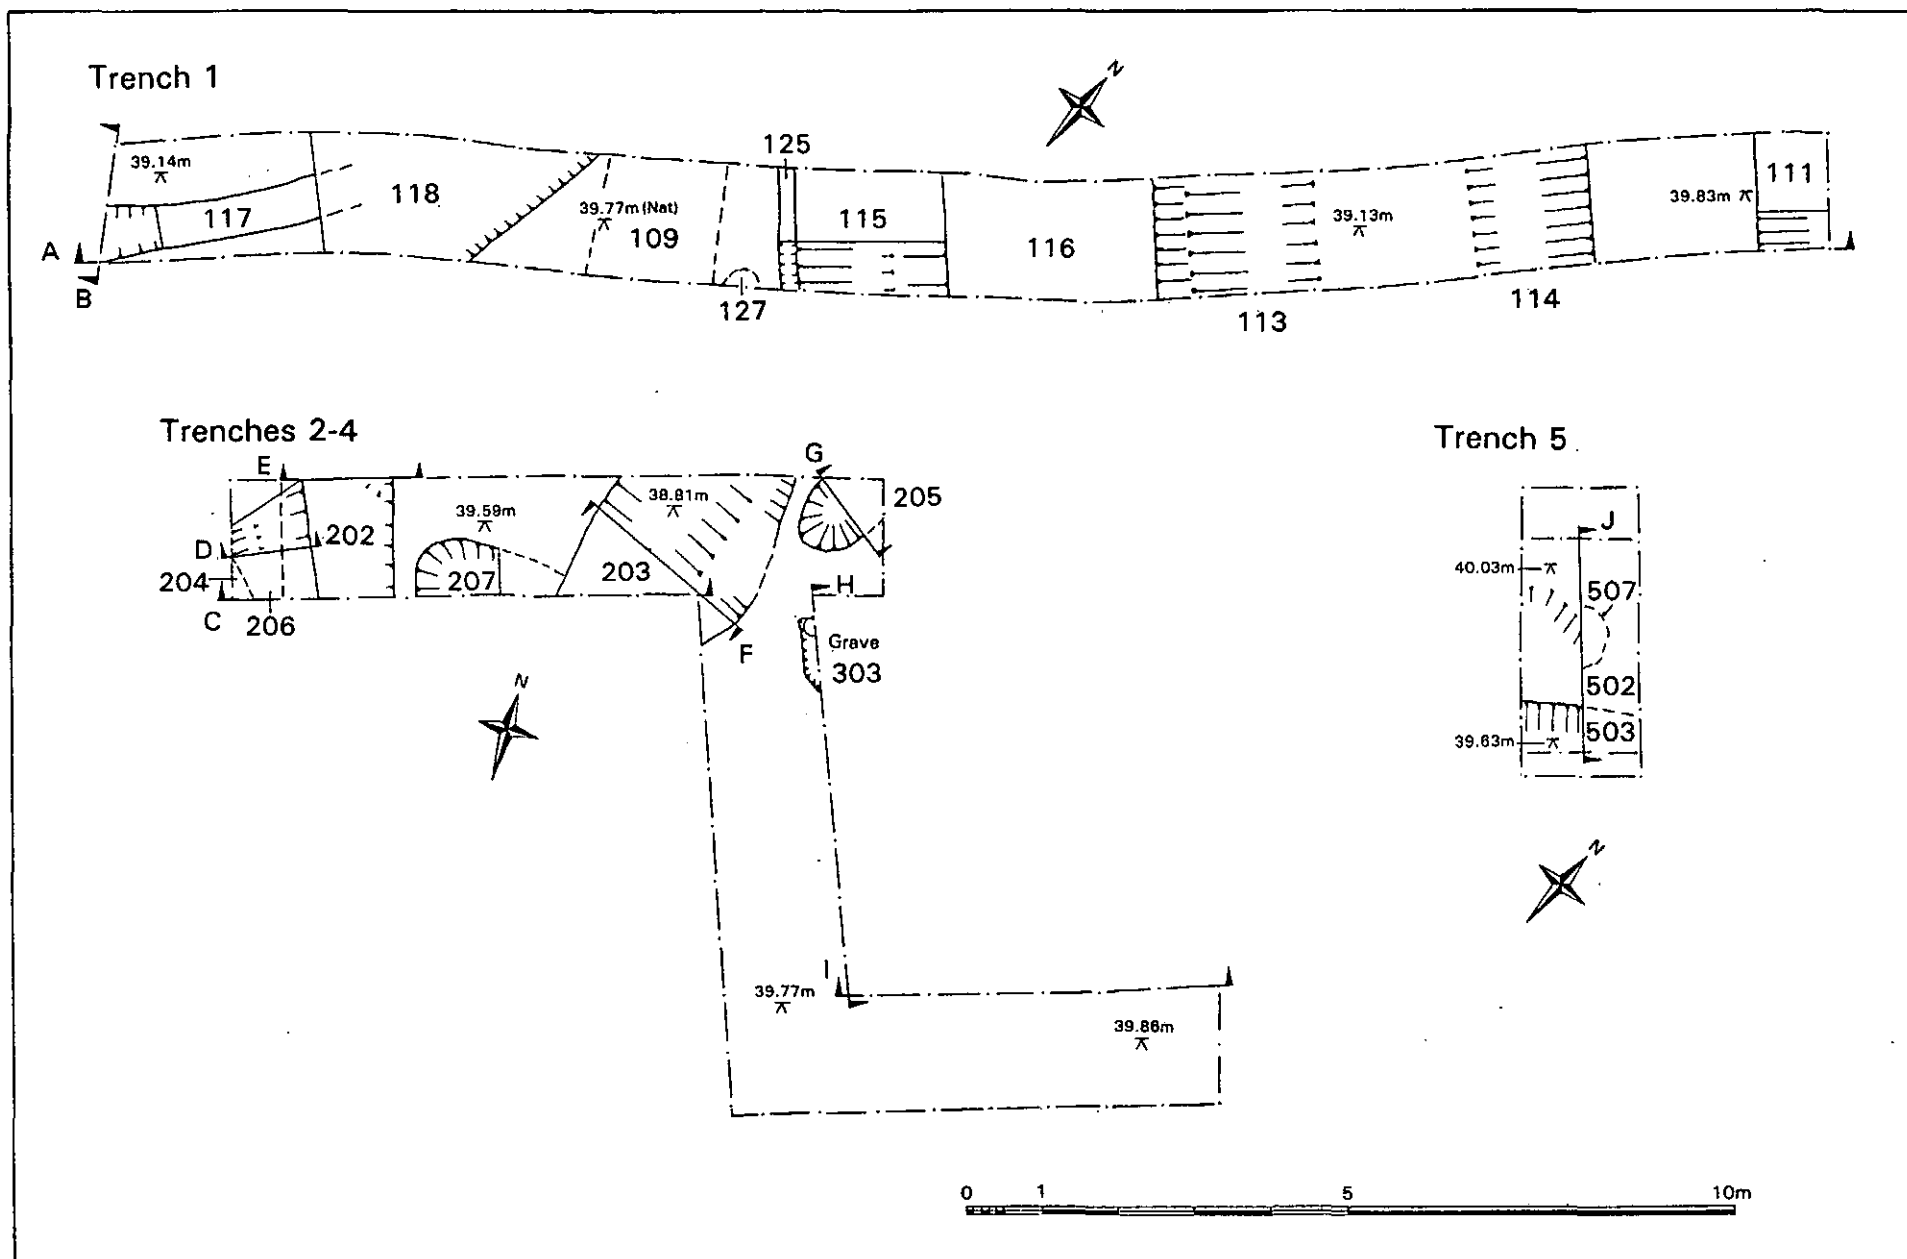 Trench 1
N
125
39.14m
117
118
39.77m (Nat)
109
115
116
39.13m
39.83m
111
A
B
127
113
114
Trenches 2-4
Trench 5
E
G
39.59m
38.81m
205
D
202
204
207
203
H
C
206
F
Grave
303
N
J
40.03m
507
502
39.63m
503
N
I
39.77m
39.86m
0 1 5 10m